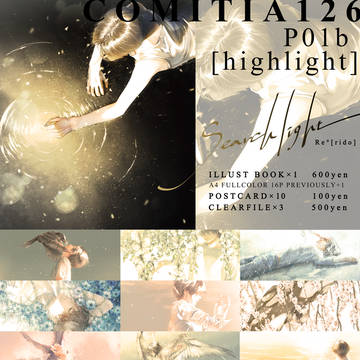 COMITIA126
P01b
[highlight]
Searchlight
Re°[rido]
ILLUST BOOK×1 600yen
A4 FULLCOLOR 16P PREVIOUSLY+1
POSTCARD×10 100yen
CLEARFILE×3 500yen